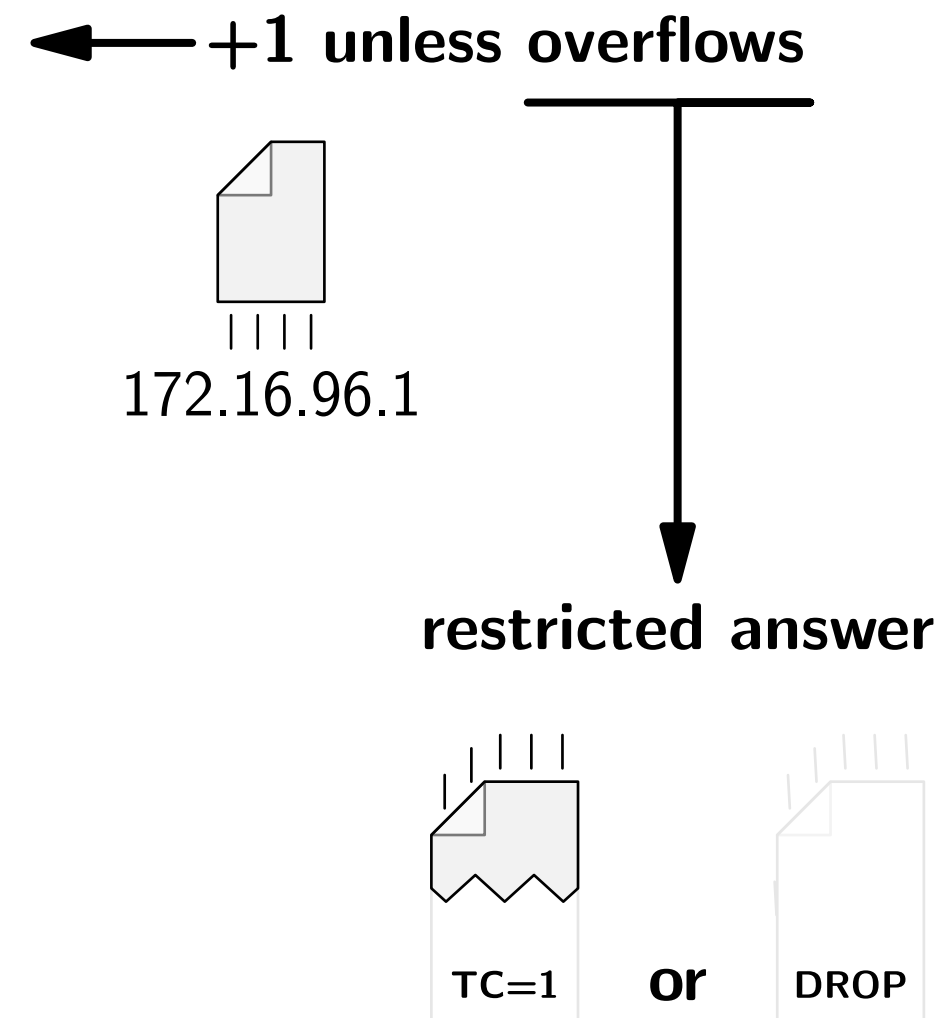 +1 unless overflows
172.16.96.1
restricted answer
TC=1 or DROP